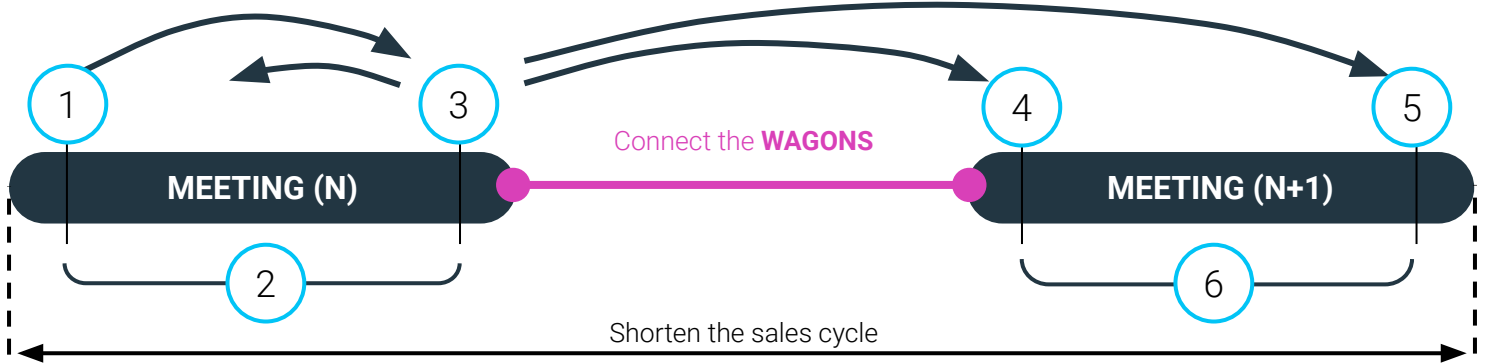 1
3
4
5
Connect the WAGONS
MEETING (N)
MEETING (N+1)
2
6
Shorten the sales cycle